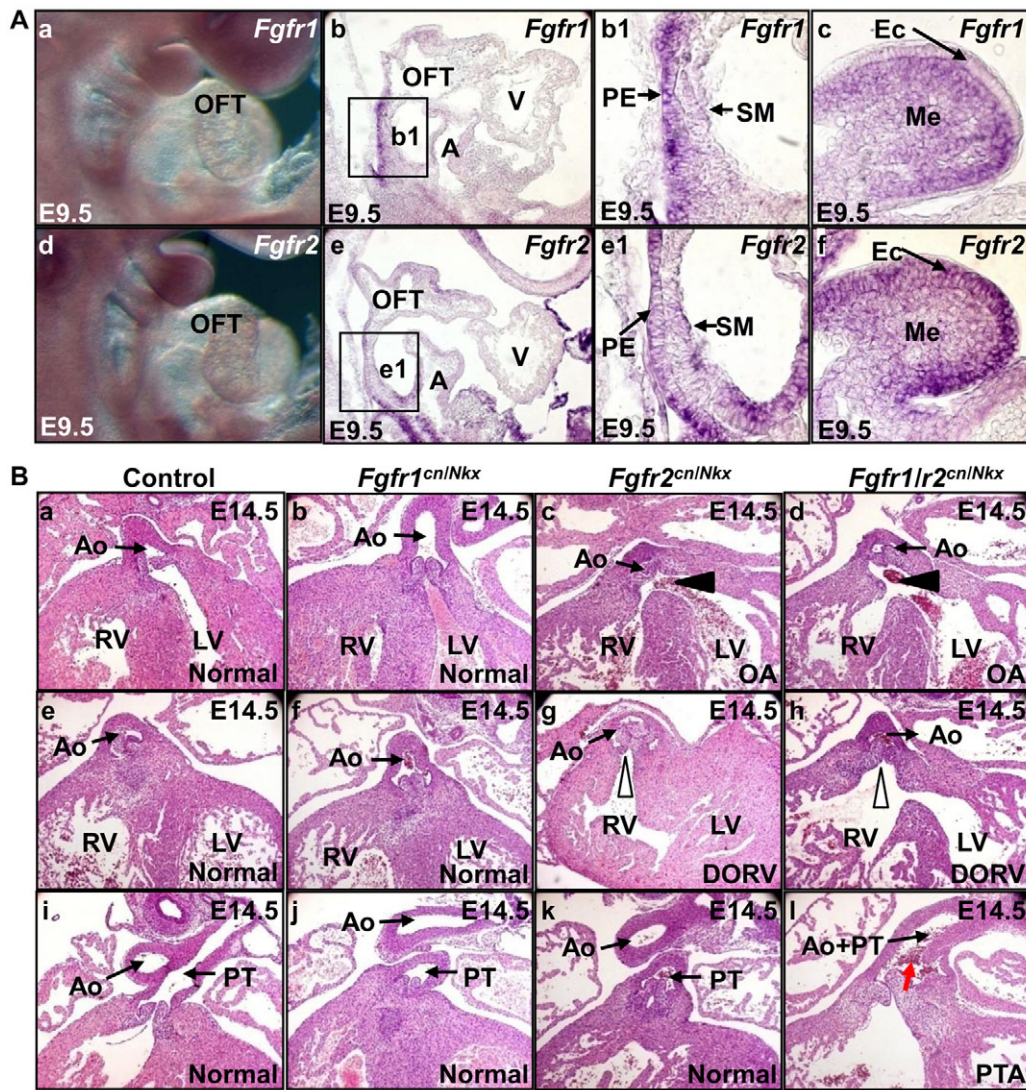 A
a Fgfr1
OFT
E9.5
b Fgfr1
OFT
V
b1
A
E9.5
b1 Fgfr1
PE
SM
E9.5
c Ec Fgfr1
Me
E9.5
d Fgfr2
OFT
E9.5
e Fgfr2
OFT
V
e1
A
E9.5
e1 Fgfr2
PE
SM
E9.5
f Ec Fgfr2
Me
E9.5
B
Control Fgfr1cn/Nkx Fgfr2cn/Nkx Fgfr1/r2cn/Nkx
a E14.5
Ao
RV LV
Normal
b E14.5
Ao
RV LV
Normal
c E14.5
Ao
RV LV
OA
d E14.5
Ao
RV LV
OA
e E14.5
Ao
RV LV
Normal
f E14.5
Ao
RV LV
Normal
g E14.5
Ao
RV LV
DORV
h E14.5
Ao
RV LV
DORV
i E14.5
Ao PT
Normal
j E14.5
Ao
PT
Normal
k E14.5
Ao
PT
Normal
l E14.5
Ao+PT
PTA